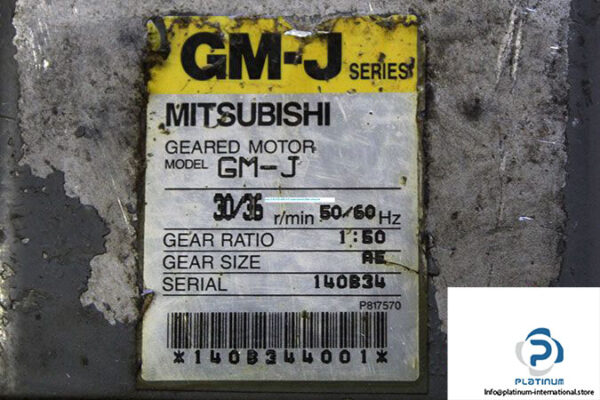 GM-J SERIES
MITSUBISHI
GEARED MOTOR
MODEL GM-J
30/36 r/min 50/60 Hz
GEAR RATIO 1:50
GEAR SIZE A5
SERIAL 140B34
P817570
*140B344001*
PLATINUM
Info@platinum-international.store